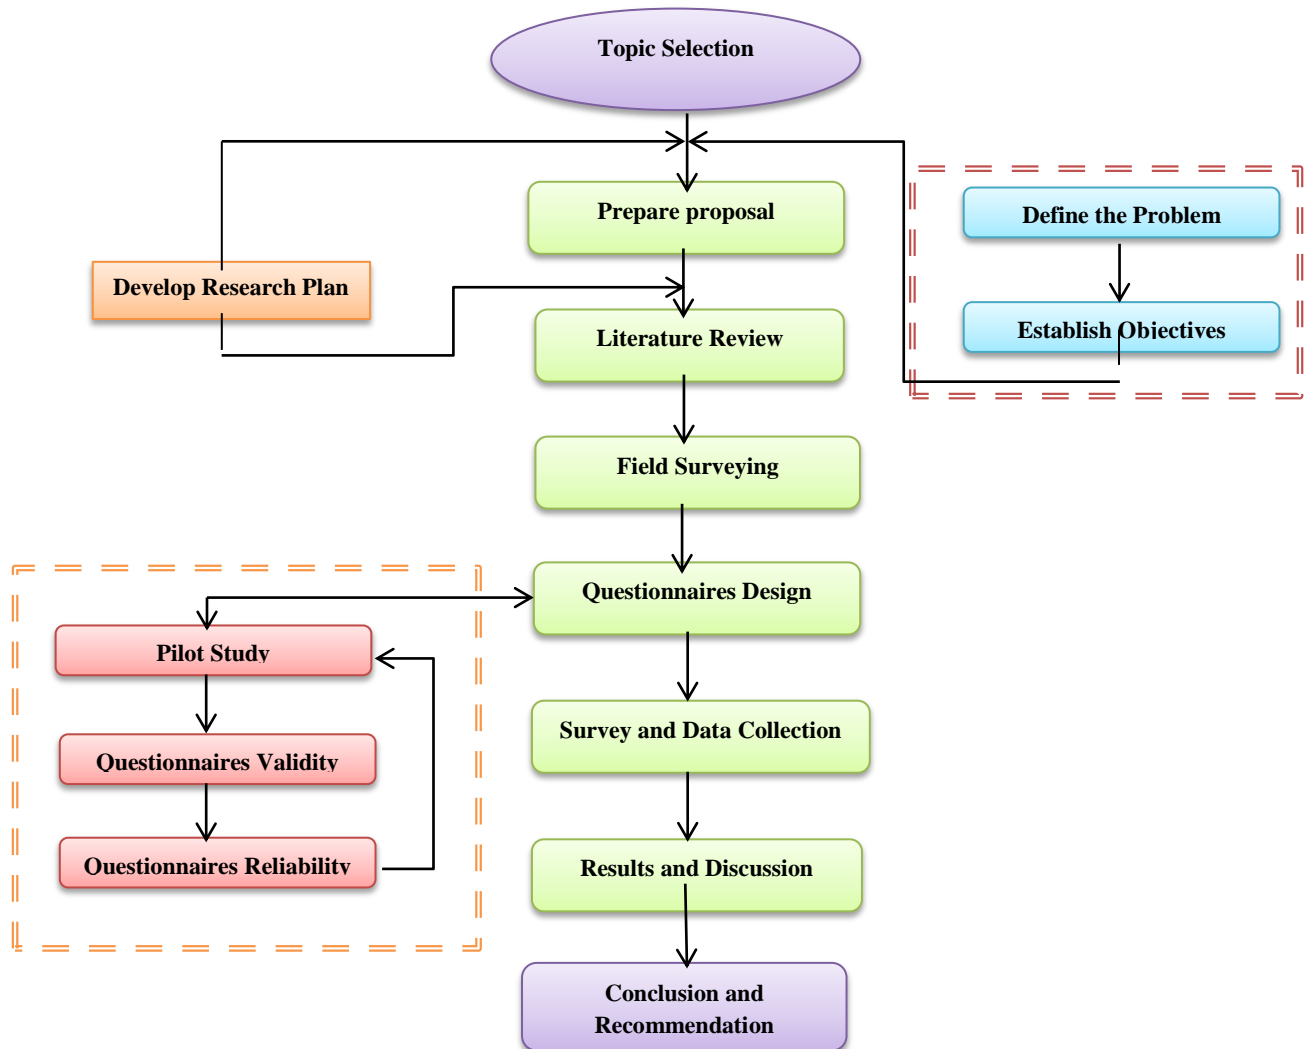 Topic Selection
Prepare proposal
Define the Problem
Develop Research Plan
Establish Objectives
Literature Review
Field Surveying
Questionnaires Design
Pilot Study
Survey and Data Collection
Questionnaires Validity
Questionnaires Reliability
Results and Discussion
Conclusion and
Recommendation